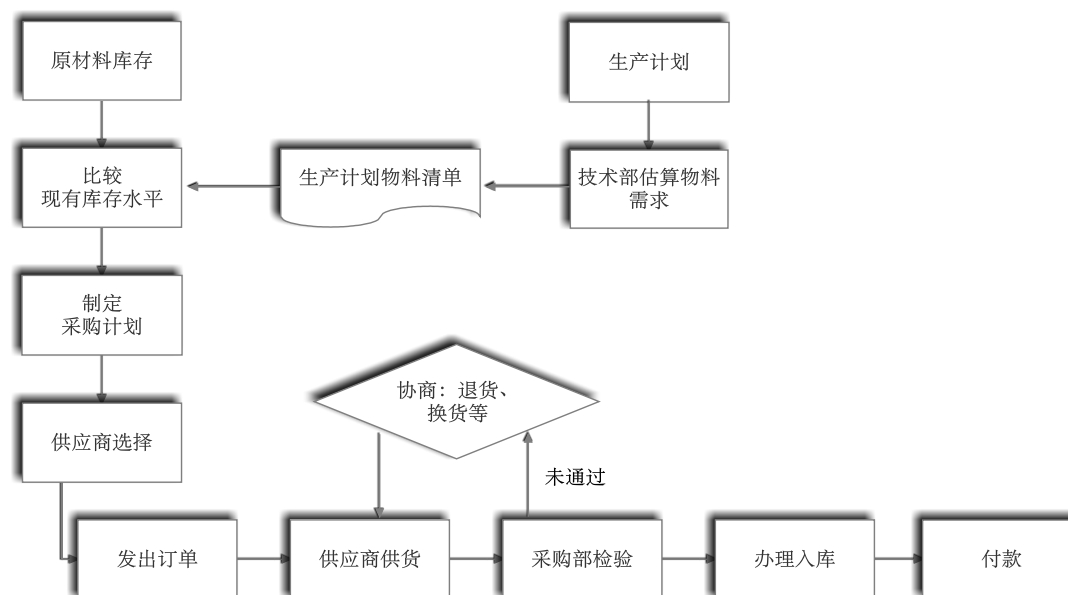 原材料库存
生产计划
比较
现有库存水平
生产计划物料清单
技术部估算物料
需求
制定
采购计划
协商：退货、
换货等
供应商选择
未通过
发出订单
供应商供货
采购部检验
办理入库
付款